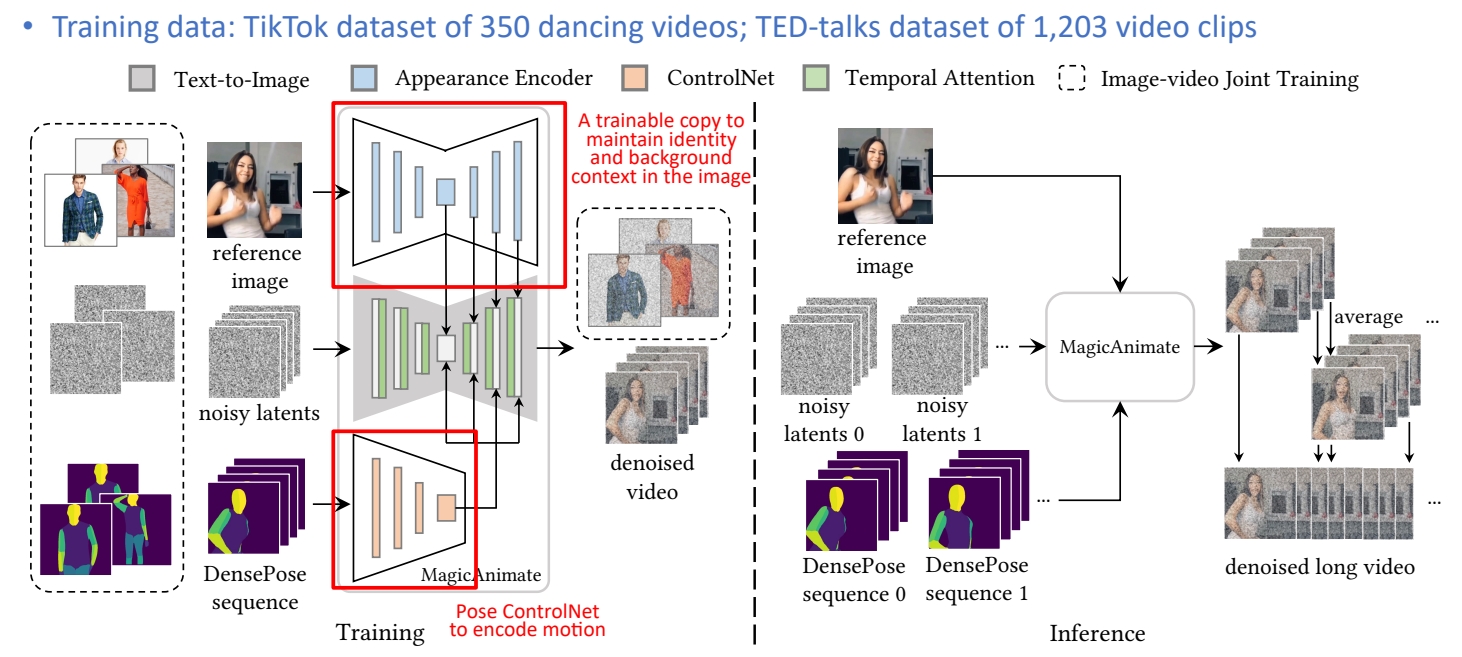 • Training data: TikTok dataset of 350 dancing videos; TED-talks dataset of 1,203 video clips
Text-to-Image
Appearance Encoder
ControlNet
Temporal Attention
Image-video Joint Training
reference
image
noisy latents
DensePose
sequence
A trainable copy to
maintain identity
and background
context in the image
denoised
video
MagicAnimate
Pose ControlNet
to encode motion
Training
reference
image
noisy
latents 0
noisy
latents 1
...
DensePose
sequence 0
DensePose
sequence 1
...
MagicAnimate
average
...
denoised long video
...
Inference